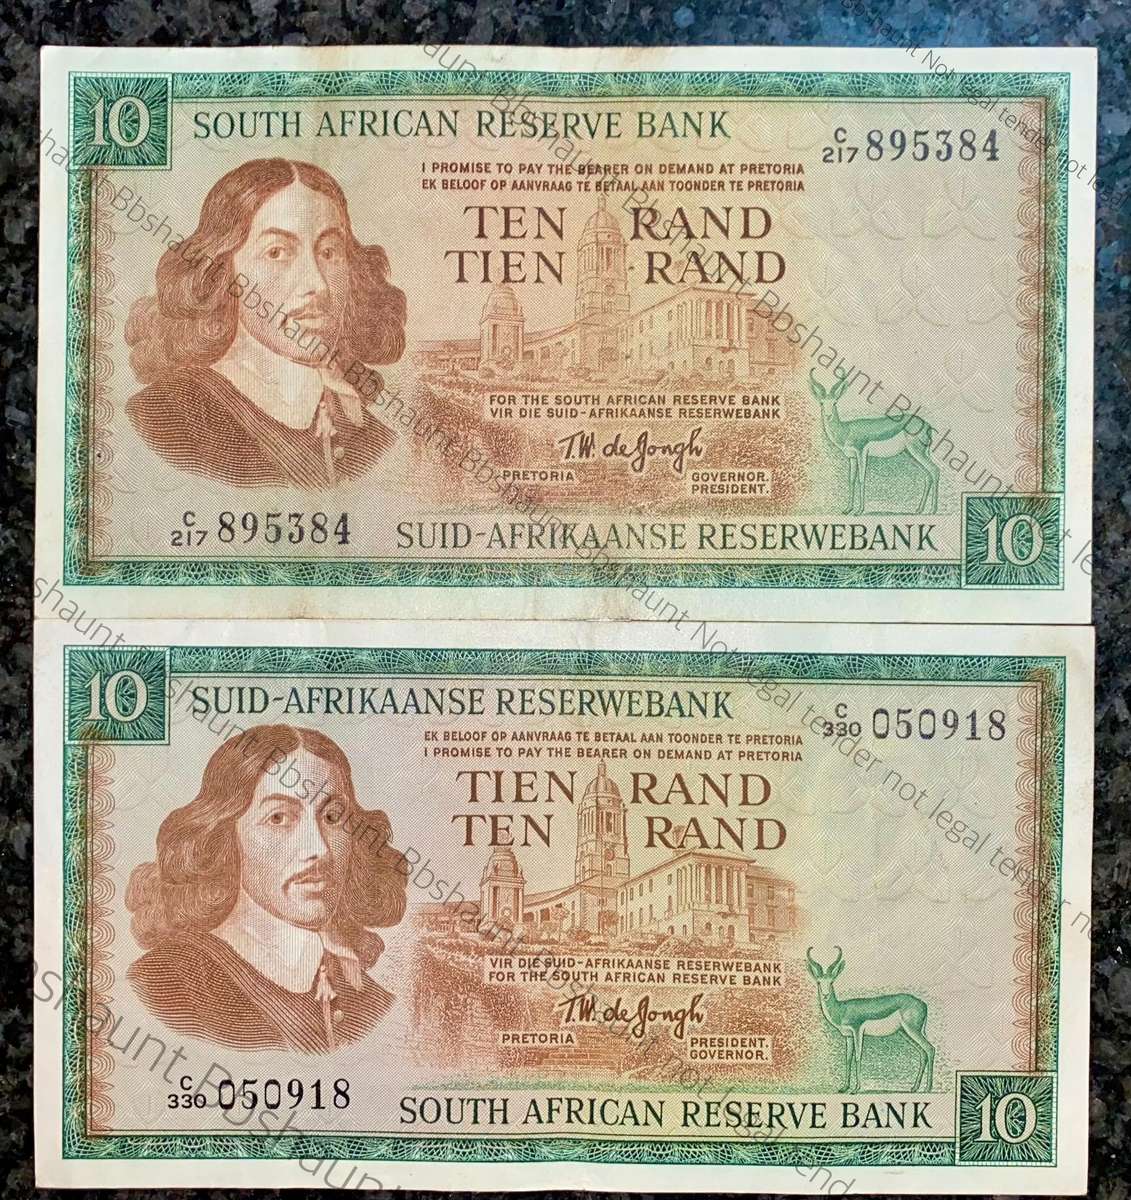 10
SOUTH AFRICAN RESERVE BANK
C/217 895384
I PROMISE TO PAY THE BEARER ON DEMAND AT PRETORIA
EK BELOOF OP AANVRAAG TE BETAAL AAN TOONDER TE PRETORIA
TEN RAND
TIEN RAND
FOR THE SOUTH AFRICAN RESERVE BANK
VIR DIE SUID-AFRIKAANSE RESERWEBANK
T.W. de Jongh
PRETORIA
GOVERNOR.
PRESIDENT.
C/217 895384
SUID-AFRIKAANSE RESERWEBANK
10
10
SUID-AFRIKAANSE RESERWEBANK
C/330 050918
EK BELOOF OP AANVRAAG TE BETAAL AAN TOONDER TE PRETORIA
I PROMISE TO PAY THE BEARER ON DEMAND AT PRETORIA
TIEN RAND
TEN RAND
VIR DIE SUID-AFRIKAANSE RESERWEBANK
FOR THE SOUTH AFRICAN RESERVE BANK
T.W. de Jongh
PRETORIA
PRESIDENT.
GOVERNOR.
C/330 050918
SOUTH AFRICAN RESERVE BANK
10
Bbshaunt Not legal tender not legal tender